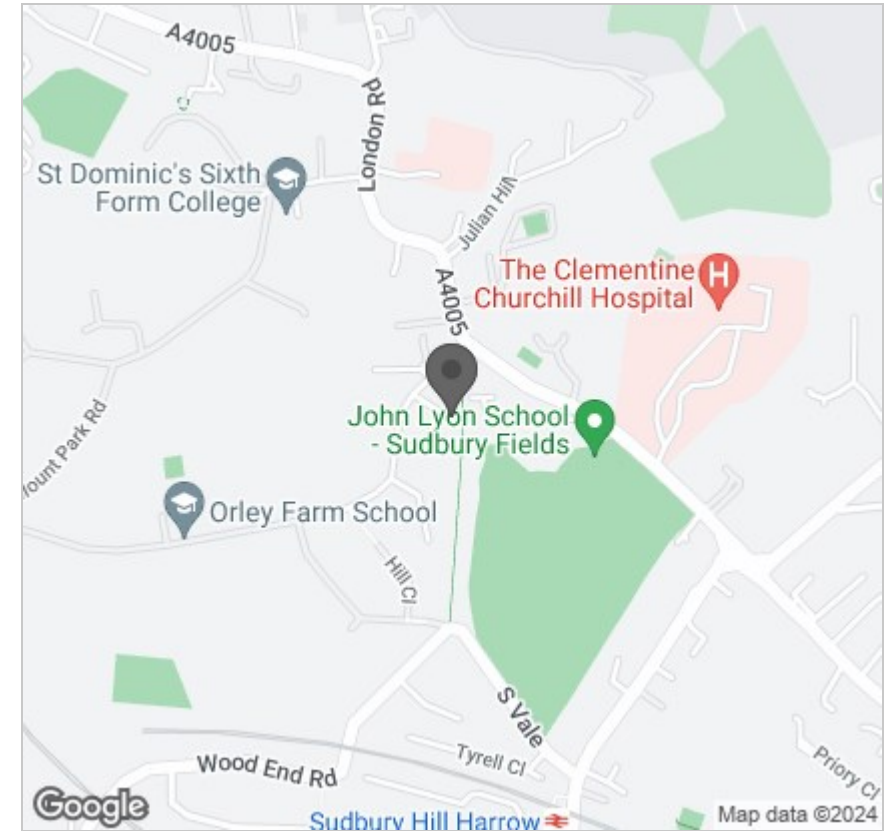 A4005
London Rd
St Dominic's Sixth
Form College
Julian Hill
The Clementine
Churchill Hospital
H
A4005
John Lyon School
- Sudbury Fields
Mount Park Rd
Orley Farm School
Hill Cl
S Vale
Tyrell Cl
Wood End Rd
Priory Cl
Google
Sudbury Hill Harrow
Map data ©2024